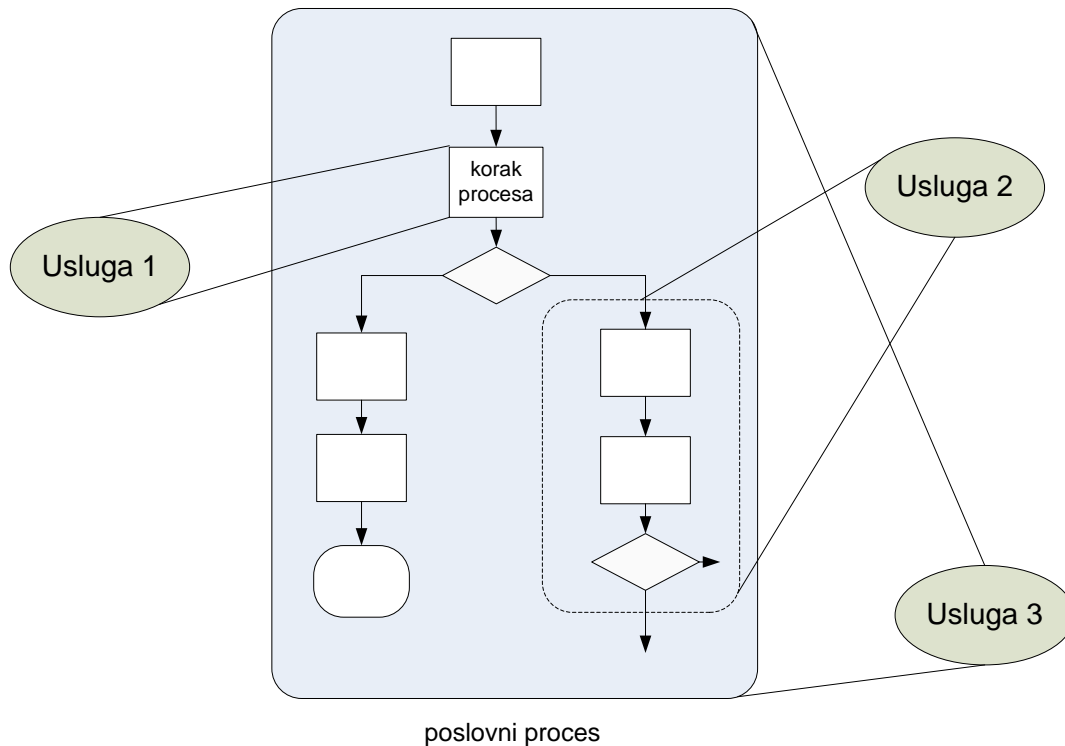 korak
procesa
Usluga 1
Usluga 2
Usluga 3
poslovni proces